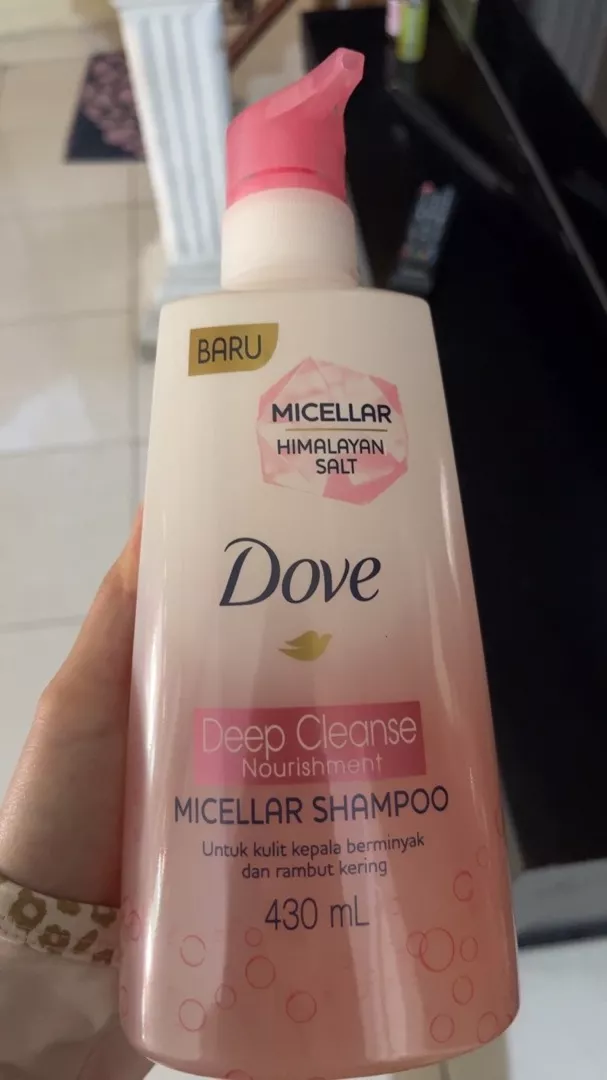 BARU
MICELLAR
HIMALAYAN
SALT
Dove
Deep Cleanse
Nourishment
MICELLAR SHAMPOO
Untuk kulit kepala berminyak
dan rambut kering
430 mL